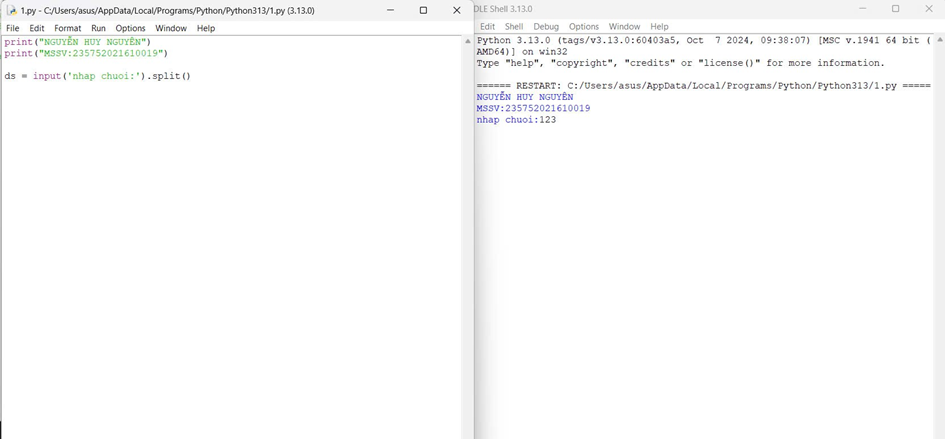 1.py - C:/Users/asus/AppData/Local/Programs/Python/Python313/1.py (3.13.0)
File Edit Format Run Options Window Help
print("NGUYỄN HUY NGUYÊN")
print("MSSV:235752021610019")
ds = input('nhap chuoi:').split()
DLE Shell 3.13.0
Edit Shell Debug Options Window Help
Python 3.13.0 (tags/v3.13.0:60403a5, Oct  7 2024, 09:38:07) [MSC v.1941 64 bit (
AMD64)] on win32
Type "help", "copyright", "credits" or "license()" for more information.
====== RESTART: C:/Users/asus/AppData/Local/Programs/Python/Python313/1.py =====
NGUYỄN HUY NGUYÊN
MSSV:235752021610019
nhap chuoi:123